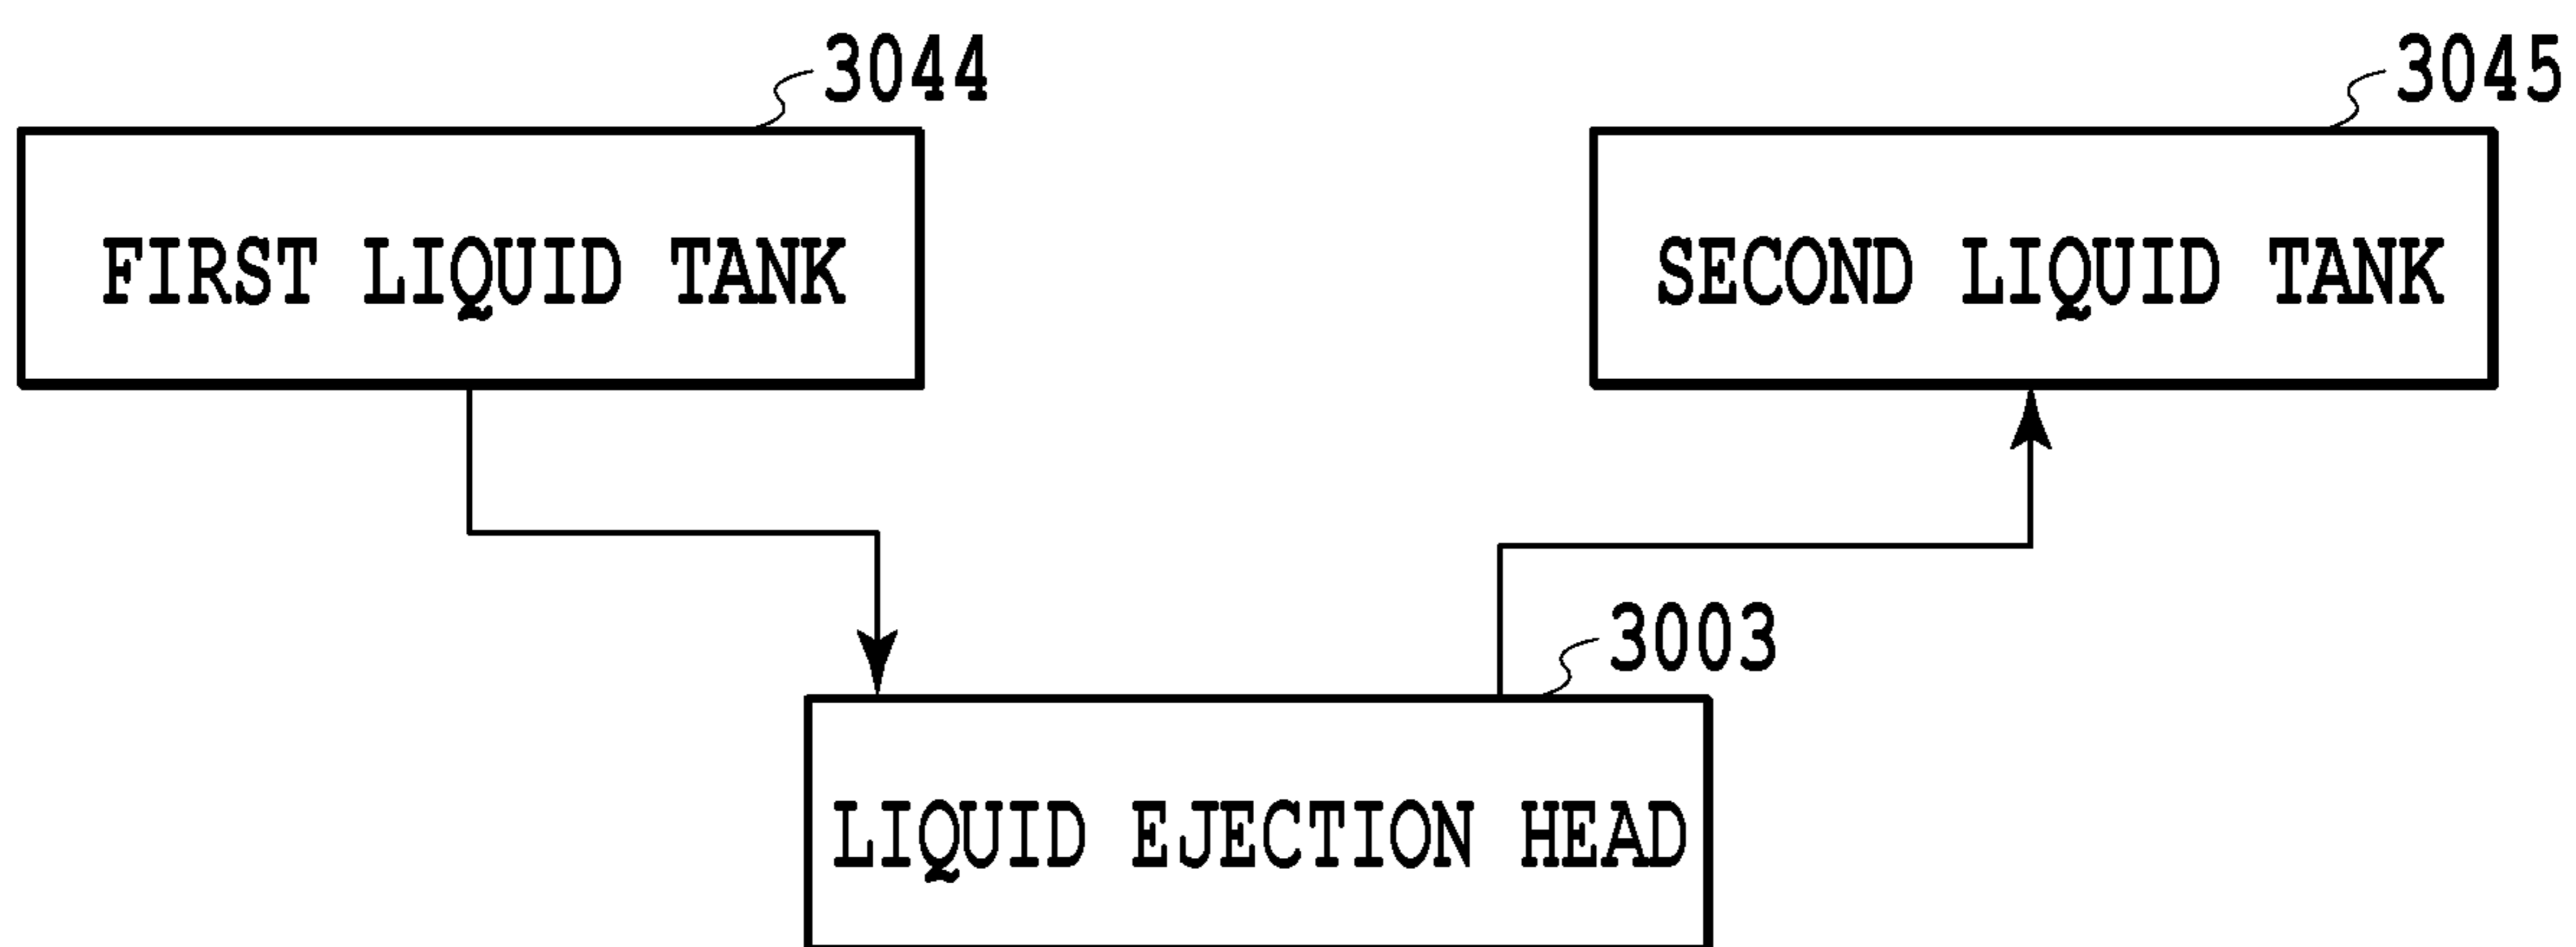 3044
3045
FIRST LIQUID TANK
SECOND LIQUID TANK
3003
LIQUID EJECTION HEAD